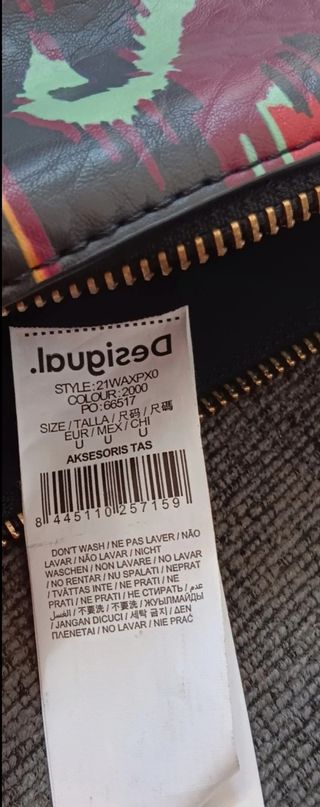 Desigual.
STYLE:21WAXPX0
COLOUR:2000
PO:66517
SIZE / TALLA / 尺码 / 尺碼
EUR / MEX / CHI
U U U
AKSESORIS TAS
8 445110 257159
DON'T WASH / NE PAS LAVER / NÃO
LAVAR / NÃO LAVAR / NICHT
WASCHEN / NON LAVARE / NO LAVAR
/ NO RENTAR / NU SPALATI / NEPRAT
/ TVÄTTAS INTE / NE PRATI / NE
PRATI / NE PRATI / НЕ СТИРАТЬ / عدم
الغسل / 不要洗 / 不要洗 / ЖУЫЛМАЙДЫ
/ JANGAN DICUCI / 세탁 금지 / ΔΕΝ
ΠΛΕΝΕΤΑΙ / NO LAVAR / NIE PRAĆ